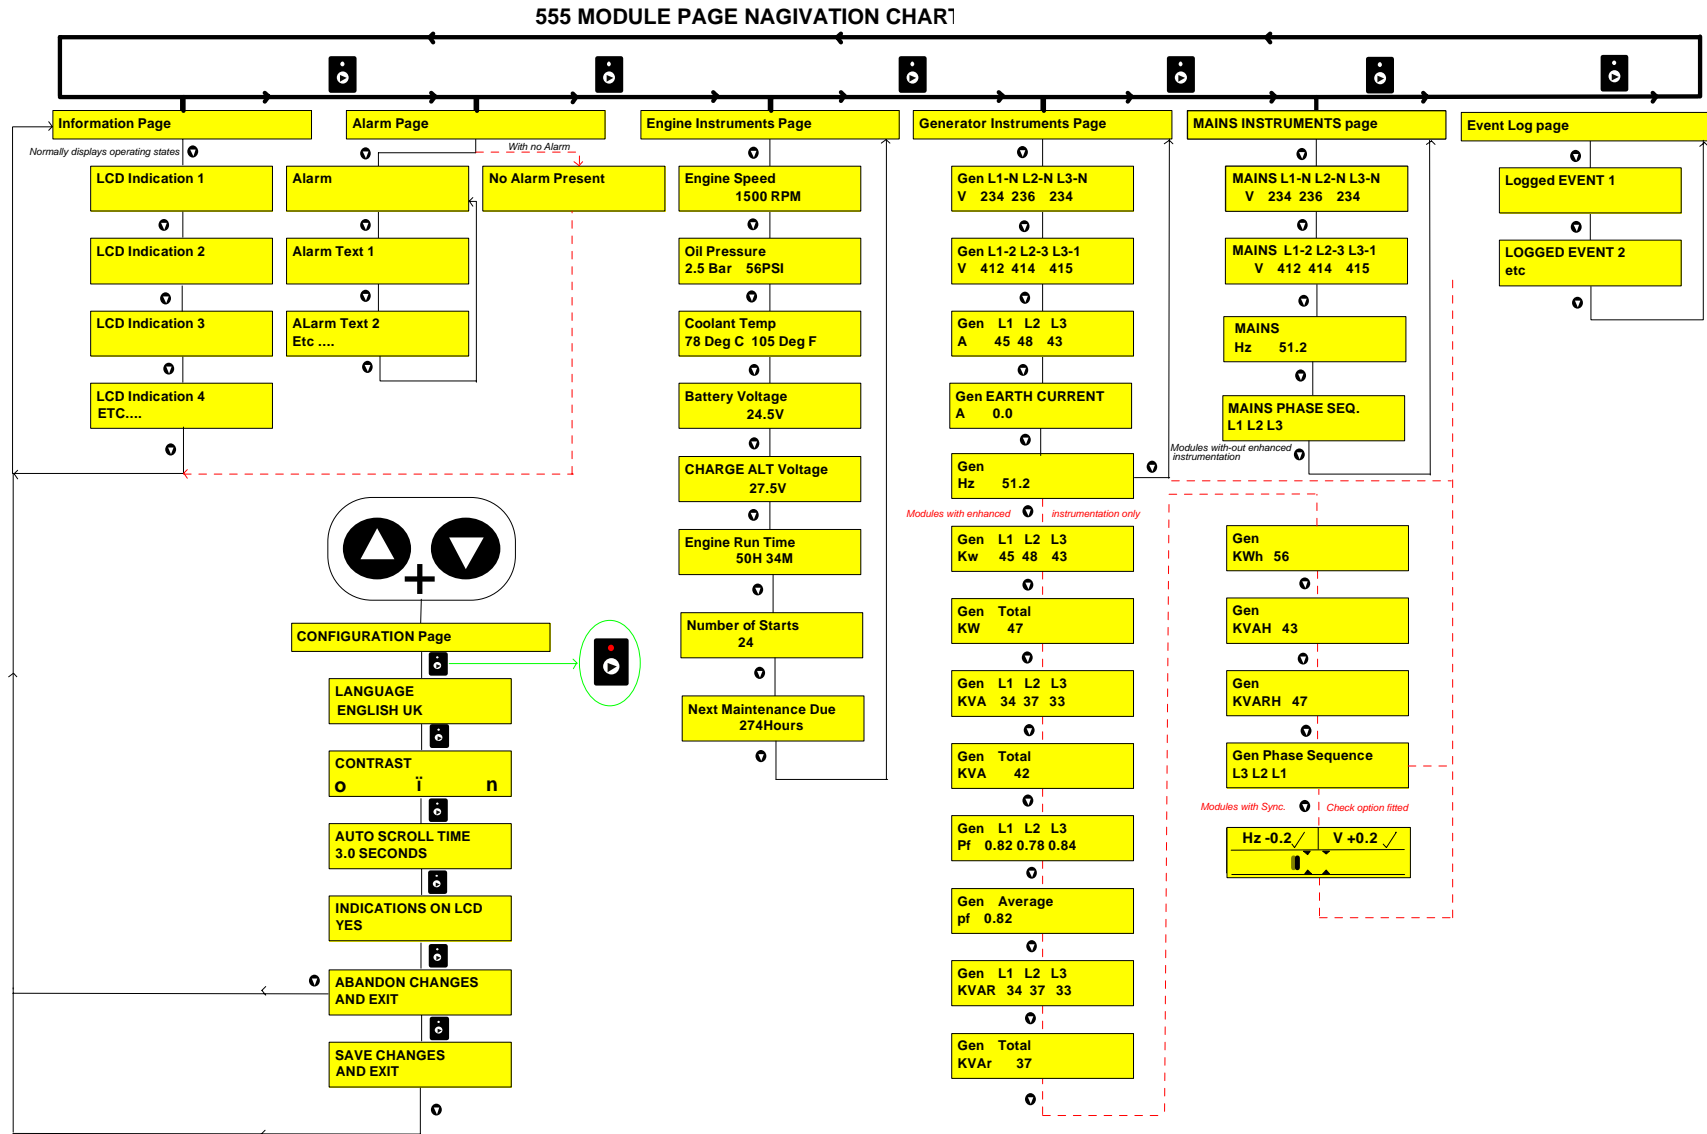 555 MODULE PAGE NAGIVATION CHART
Information Page
Normally displays operating states
LCD Indication 1
LCD Indication 2
LCD Indication 3
LCD Indication 4
ETC....
Alarm Page
With no Alarm
Alarm
No Alarm Present
Alarm Text 1
ALarm Text 2
Etc ....
CONFIGURATION Page
LANGUAGE
ENGLISH UK
CONTRAST
o ï n
AUTO SCROLL TIME
3.0 SECONDS
INDICATIONS ON LCD
YES
ABANDON CHANGES
AND EXIT
SAVE CHANGES
AND EXIT
Engine Instruments Page
Engine Speed
1500 RPM
Oil Pressure
2.5 Bar 56PSI
Coolant Temp
78 Deg C 105 Deg F
Battery Voltage
24.5V
CHARGE ALT Voltage
27.5V
Engine Run Time
50H 34M
Number of Starts
24
Next Maintenance Due
274Hours
Generator Instruments Page
Gen L1-N L2-N L3-N
V 234 236 234
Gen L1-2 L2-3 L3-1
V 412 414 415
Gen L1 L2 L3
A 45 48 43
Gen EARTH CURRENT
A 0.0
Gen
Hz 51.2
Modules with enhanced instrumentation only
Gen L1 L2 L3
Kw 45 48 43
Gen Total
KW 47
Gen L1 L2 L3
KVA 34 37 33
Gen Total
KVA 42
Gen L1 L2 L3
Pf 0.82 0.78 0.84
Gen Average
pf 0.82
Gen L1 L2 L3
KVAR 34 37 33
Gen Total
KVAr 37
MAINS INSTRUMENTS page
MAINS L1-N L2-N L3-N
V 234 236 234
MAINS L1-2 L2-3 L3-1
V 412 414 415
MAINS
Hz 51.2
MAINS PHASE SEQ.
L1 L2 L3
Modules with-out enhanced
instrumentation
Gen
KWh 56
Gen
KVAH 43
Gen
KVARH 47
Gen Phase Sequence
L3 L2 L1
Modules with Sync. Check option fitted
Hz -0.2 V +0.2
Event Log page
Logged EVENT 1
LOGGED EVENT 2
etc